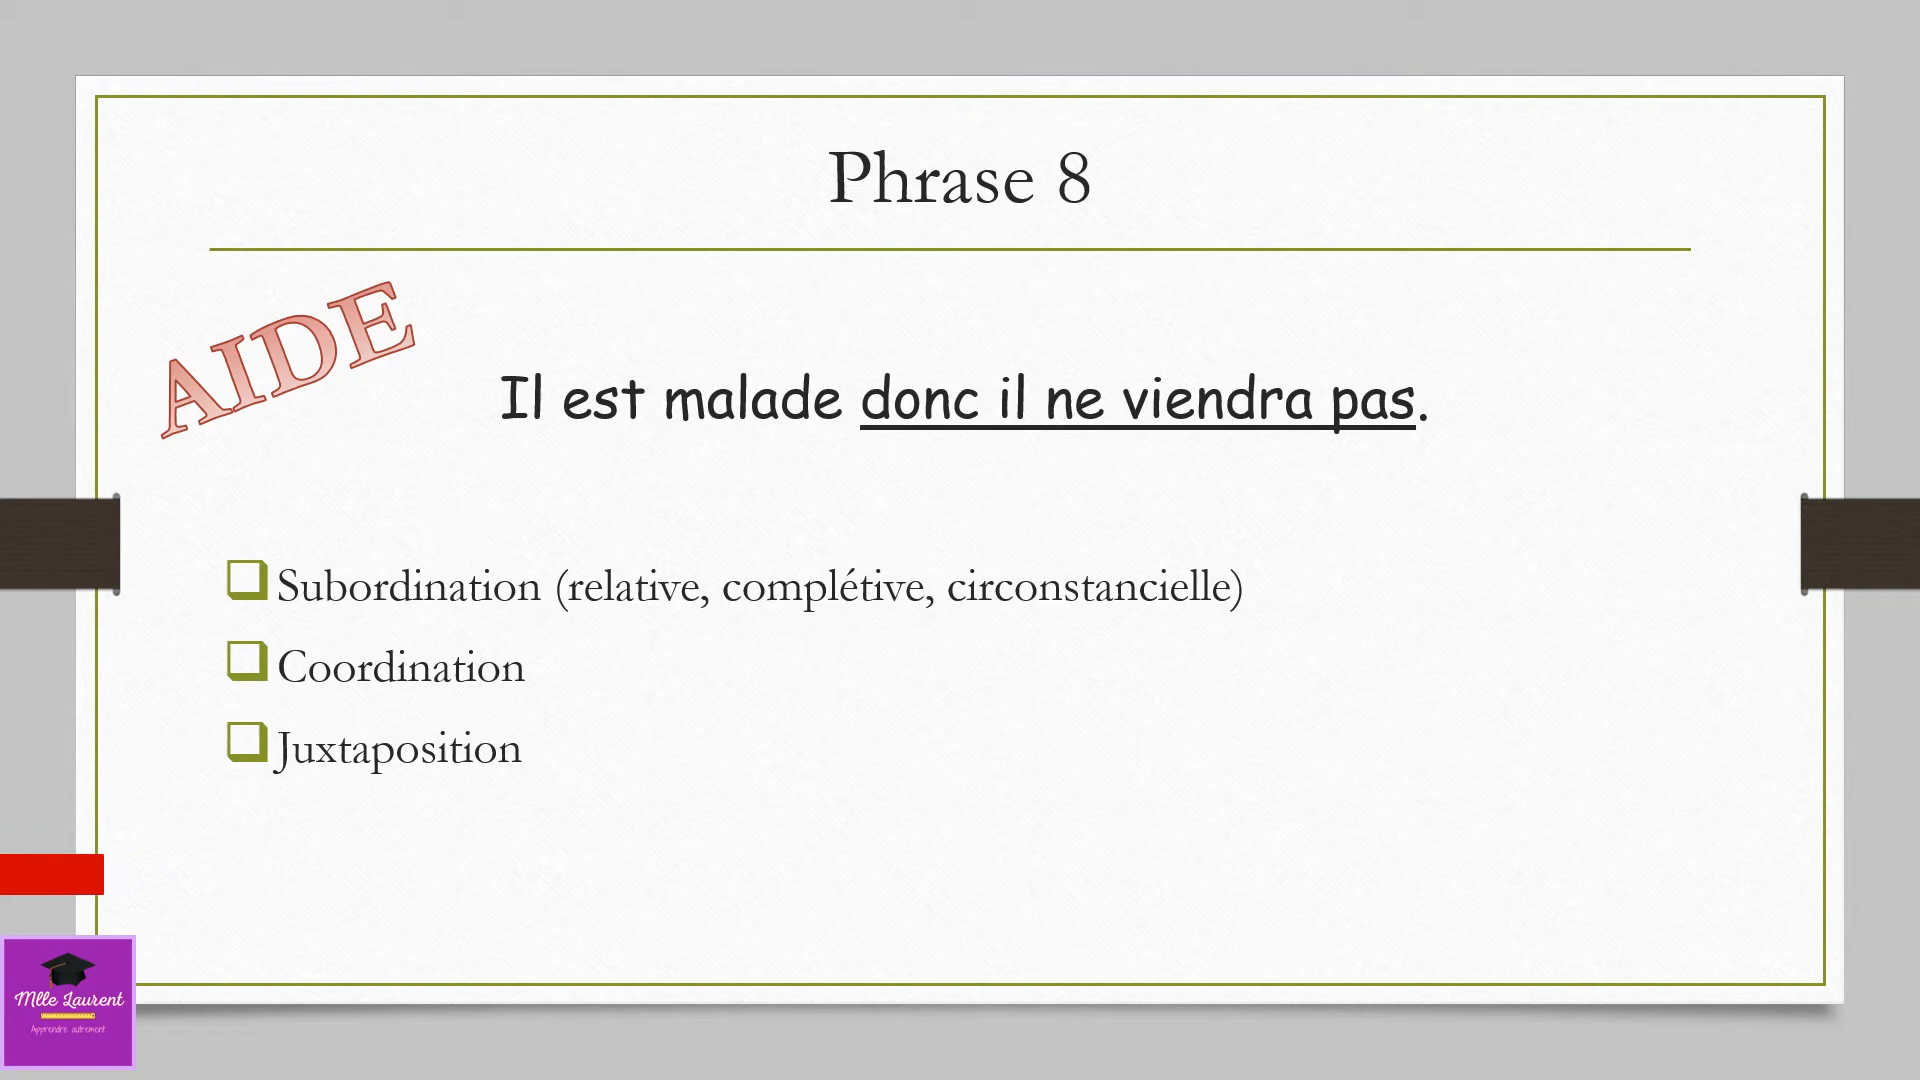 Phrase 8
AIDE
Il est malade donc il ne viendra pas.
Subordination (relative, complétive, circonstancielle)
Coordination
Juxtaposition
Mlle Laurent
Apprendre autrement